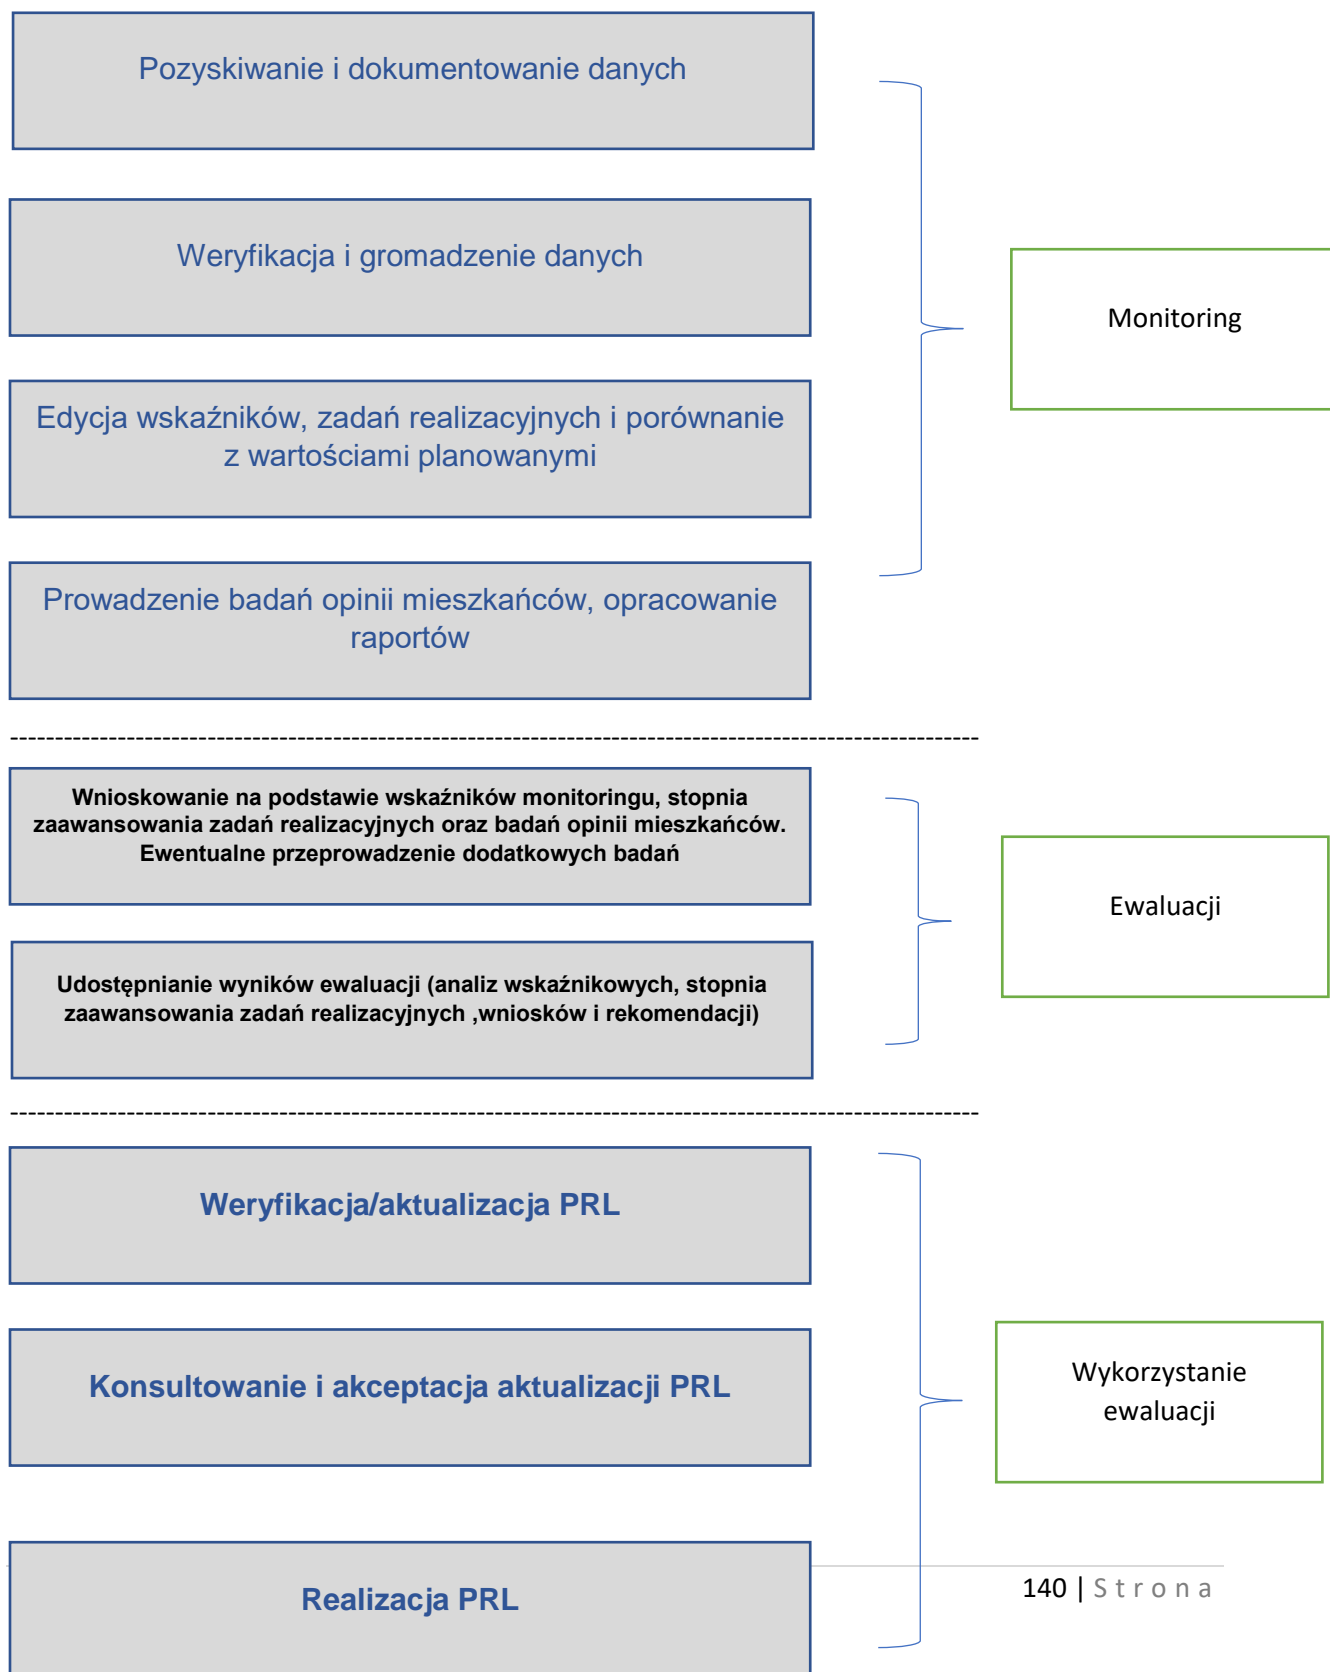 Pozyskiwanie i dokumentowanie danych
Weryfikacja i gromadzenie danych
Monitoring
Edycja wskaźników, zadań realizacyjnych i porównanie
z wartościami planowanymi
Prowadzenie badań opinii mieszkańców, opracowanie
raportów
Wnioskowanie na podstawie wskaźników monitoringu, stopnia
zaawansowania zadań realizacyjnych oraz badań opinii mieszkańców.
Ewentualne przeprowadzenie dodatkowych badań
Ewaluacji
Udostępnianie wyników ewaluacji (analiz wskaźnikowych, stopnia
zaawansowania zadań realizacyjnych ,wniosków i rekomendacji)
Weryfikacja/aktualizacja PRL
Konsultowanie i akceptacja aktualizacji PRL
Wykorzystanie
ewaluacji
Realizacja PRL
140 | S t r o n a